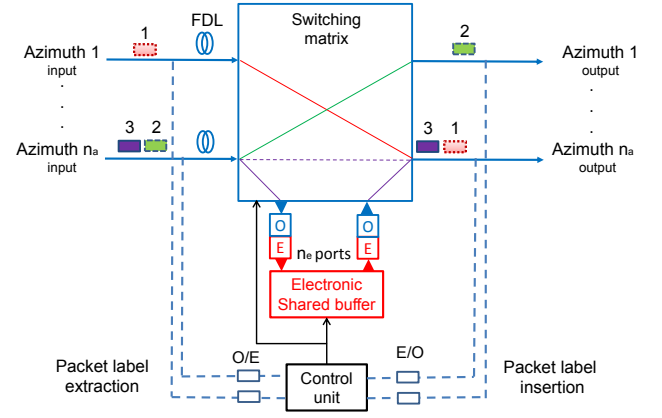 FDL
Switching
matrix
1
2
Azimuth 1
input
Azimuth 1
output
.
.
.
.
.
.
3 2
3 1
Azimuth na
input
Azimuth na
output
O
O
E
E
ne ports
Electronic
Shared buffer
O/E
E/O
Packet label
extraction
Control
unit
Packet label
insertion